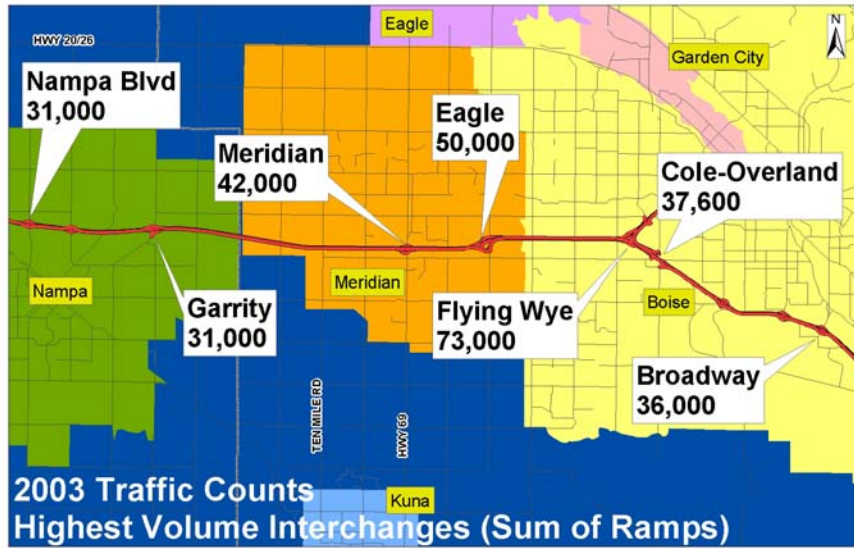 Eagle
HWY 20/26
N
Garden City
Nampa Blvd
31,000
Eagle
50,000
Meridian
42,000
Cole-Overland
37,600
Nampa
Meridian
Garrity
31,000
Flying Wye
73,000
Boise
Broadway
36,000
TEN MILE RD
HWY 69
Kuna
2003 Traffic Counts
Highest Volume Interchanges (Sum of Ramps)